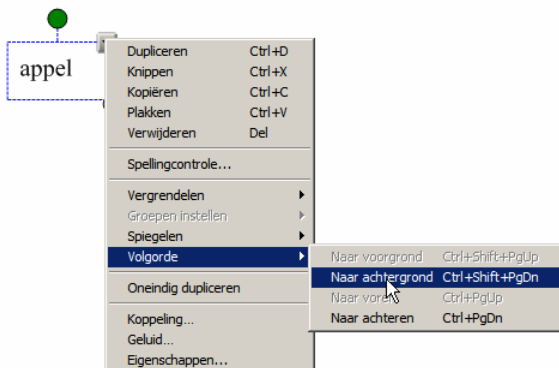 appel
Dupliceren Ctrl+D
Knippen Ctrl+X
Kopiëren Ctrl+C
Plakken Ctrl+V
Verwijderen Del
Spellingcontrole...
Vergrendelen
Groepen instellen
Spiegelen
Volgorde
Naar voorgrond Ctrl+Shift+PgUp
Naar achtergrond Ctrl+Shift+PgDn
Naar voren Ctrl+PgUp
Naar achteren Ctrl+PgDn
Oneindig dupliceren
Koppeling...
Geluid...
Eigenschappen...